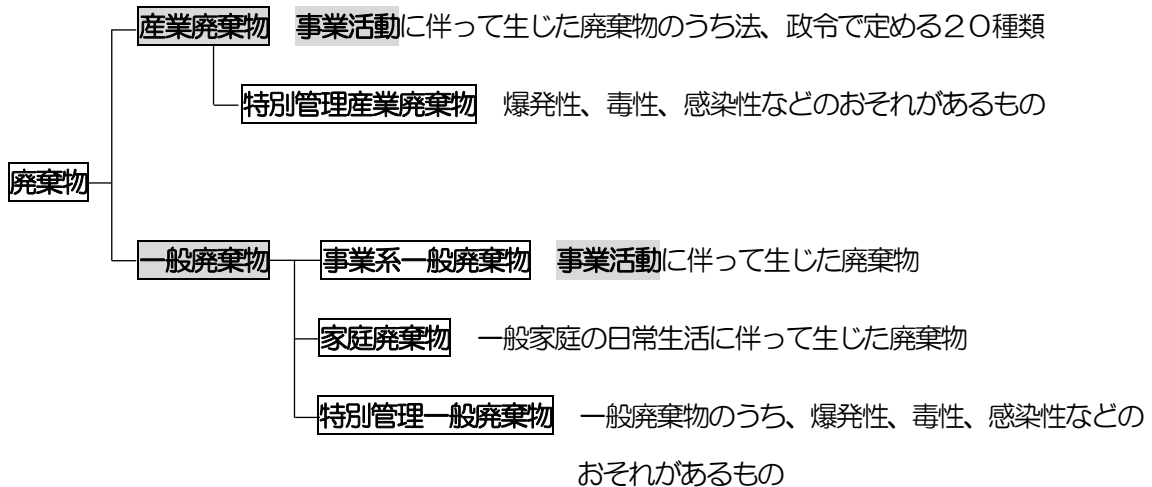 産業廃棄物 事業活動に伴って生じた廃棄物のうち法、政令で定める20種類
特別管理産業廃棄物 爆発性、毒性、感染性などのおそれがあるもの
廃棄物
一般廃棄物 事業系一般廃棄物 事業活動に伴って生じた廃棄物
家庭廃棄物 一般家庭の日常生活に伴って生じた廃棄物
特別管理一般廃棄物 一般廃棄物のうち、爆発性、毒性、感染性などの
おそれがあるもの